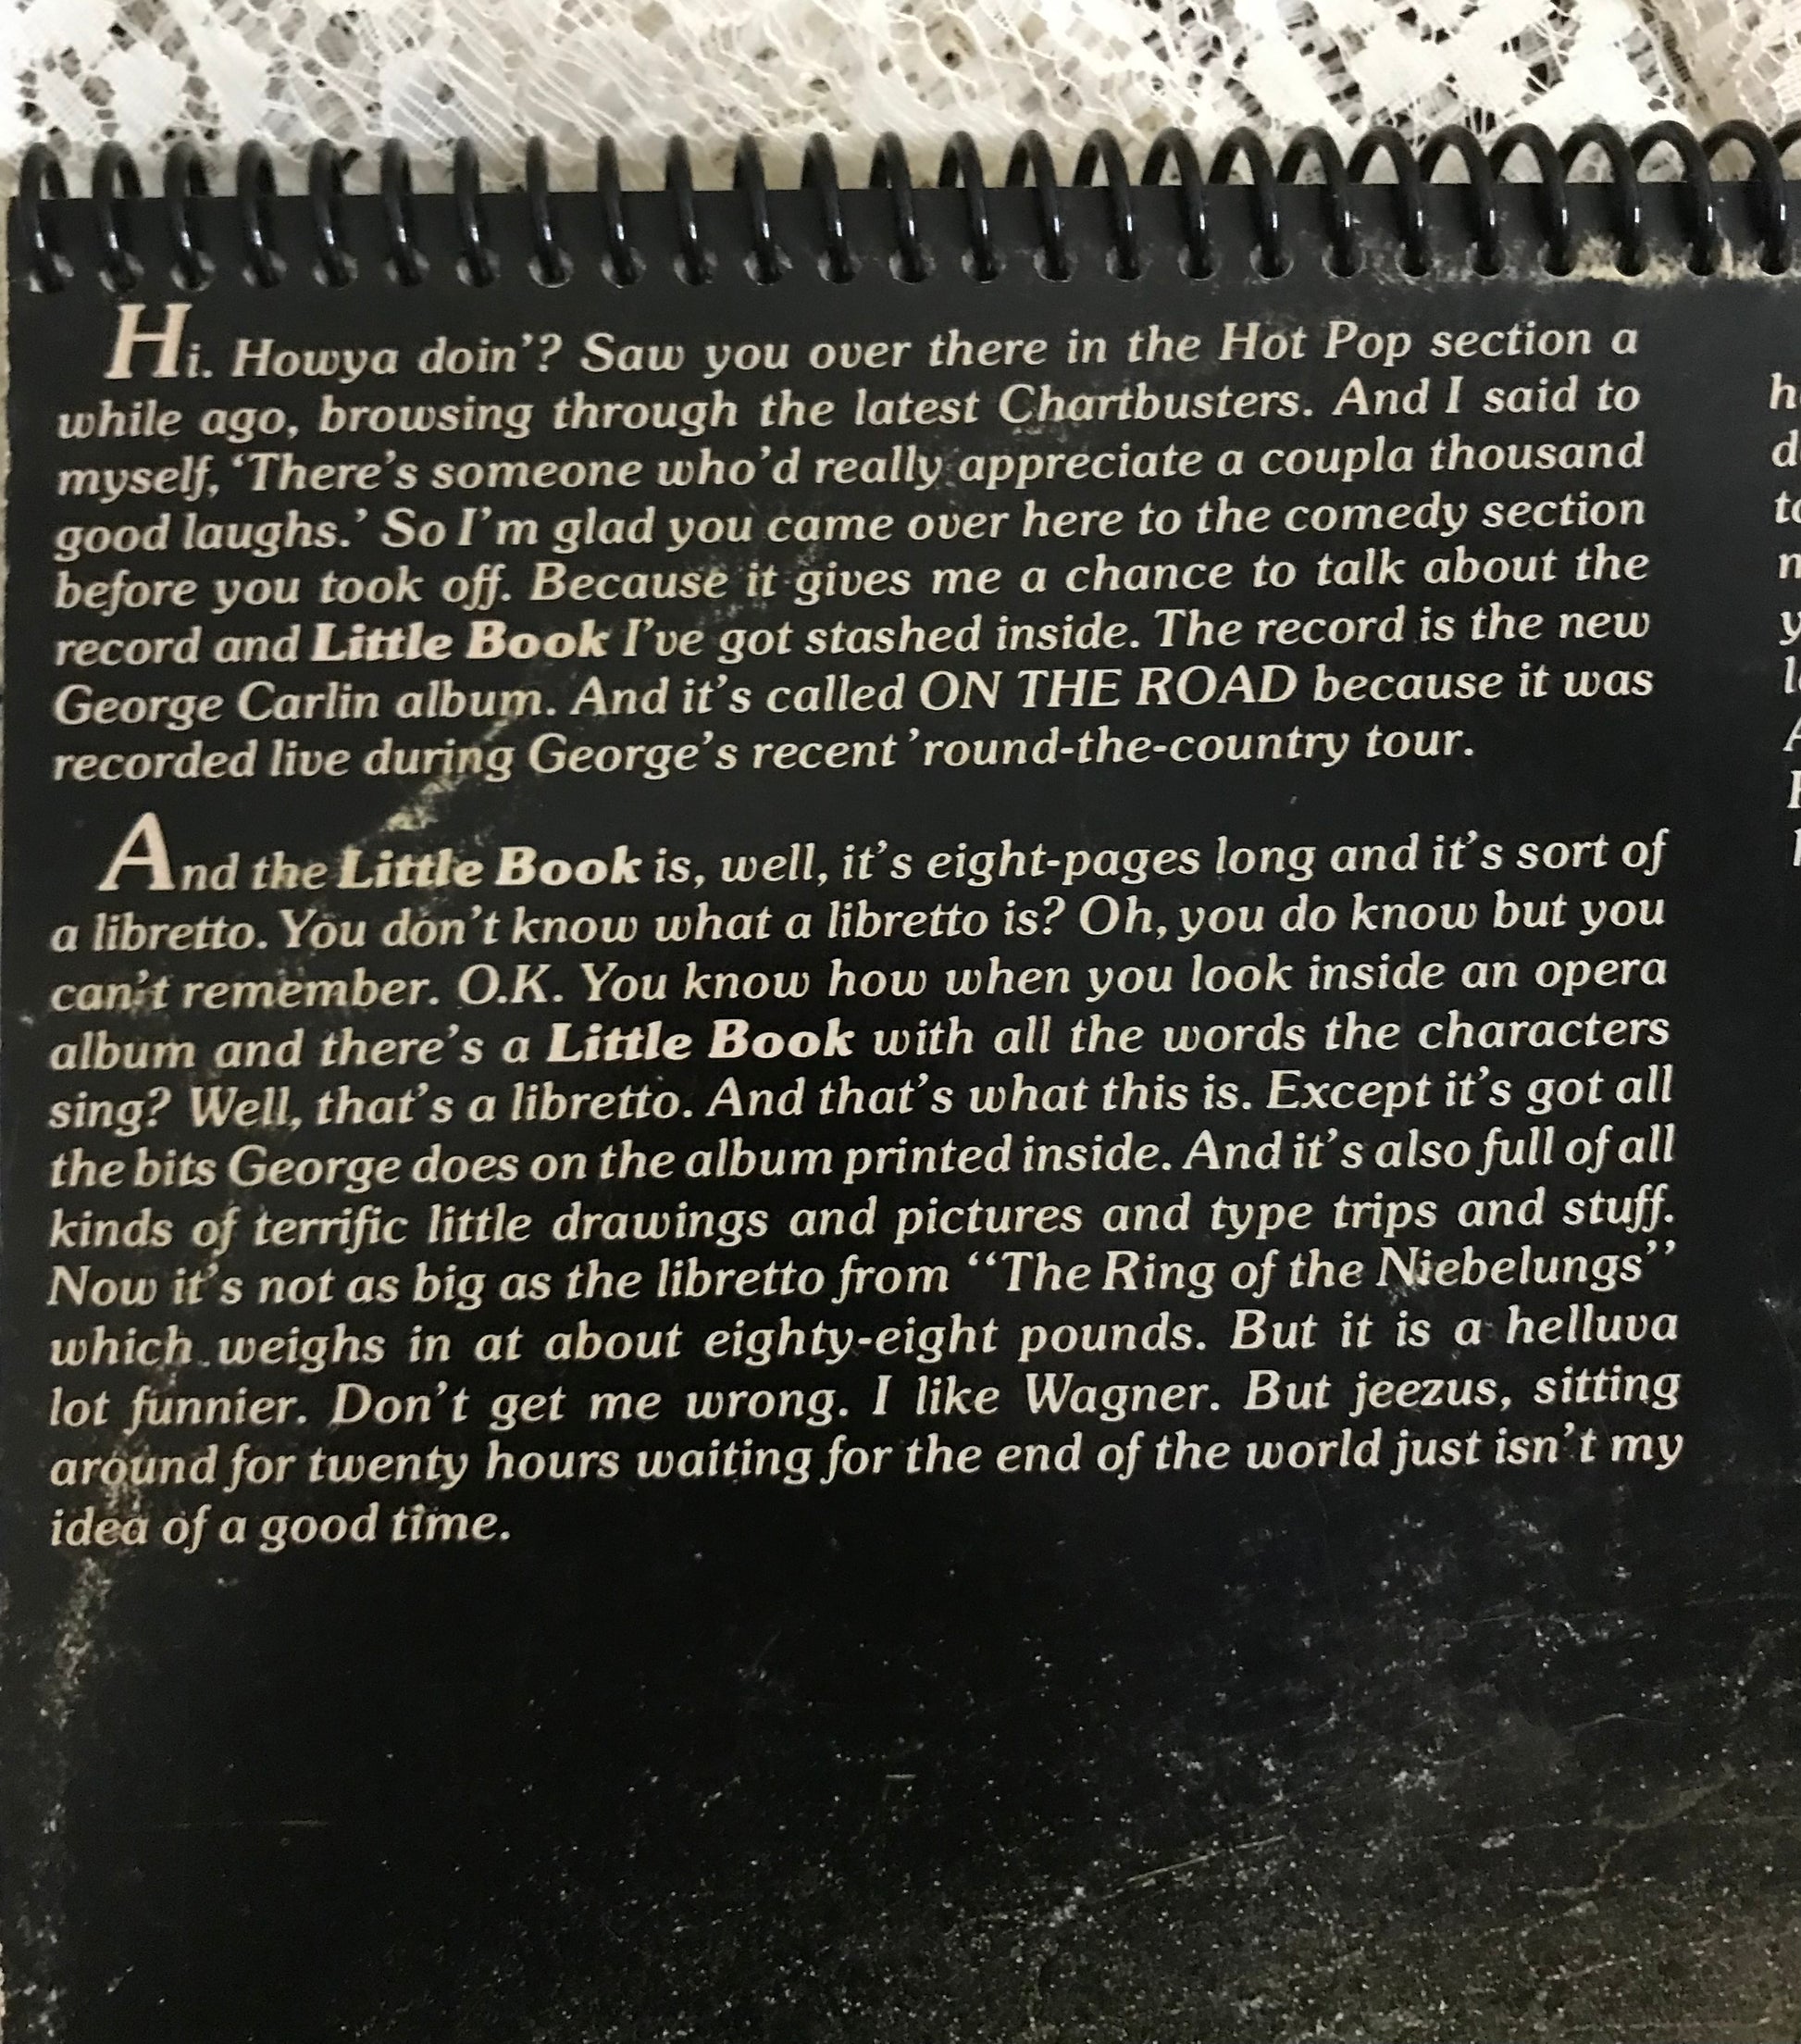 Hi. Howya doin'? Saw you over there in the Hot Pop section a
while ago, browsing through the latest Chartbusters. And I said to
myself, 'There's someone who'd really appreciate a coupla thousand
good laughs.' So I'm glad you came over here to the comedy section
before you took off. Because it gives me a chance to talk about the
record and Little Book I've got stashed inside. The record is the new
George Carlin album. And it's called ON THE ROAD because it was
recorded live during George's recent 'round-the-country tour.
And the Little Book is, well, it's eight-pages long and it's sort of
a libretto. You don't know what a libretto is? Oh, you do know but you
can't remember. O.K. You know how when you look inside an opera
album and there's a Little Book with all the words the characters
sing? Well, that's a libretto. And that's what this is. Except it's got all
the bits George does on the album printed inside. And it's also full of all
kinds of terrific little drawings and pictures and type trips and stuff.
Now it's not as big as the libretto from "The Ring of the Niebelungs"
which weighs in at about eighty-eight pounds. But it is a helluva
lot funnier. Don't get me wrong. I like Wagner. But jeezus, sitting
around for twenty hours waiting for the end of the world just isn't my
idea of a good time.